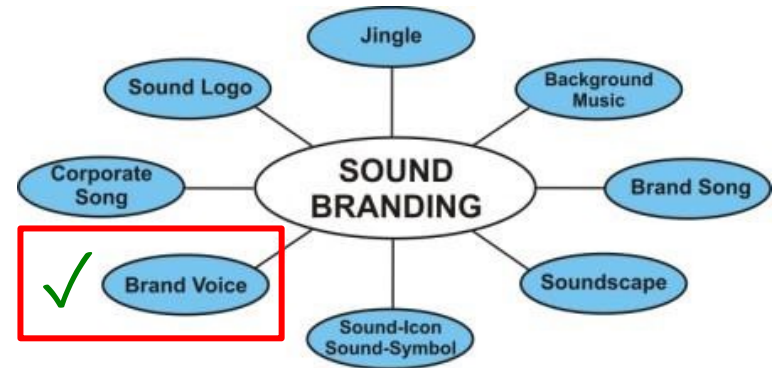 Jingle
Sound Logo
Background
Music
Corporate
Song
SOUND
BRANDING
Brand Song
Brand Voice
Soundscape
Sound-Icon
Sound-Symbol